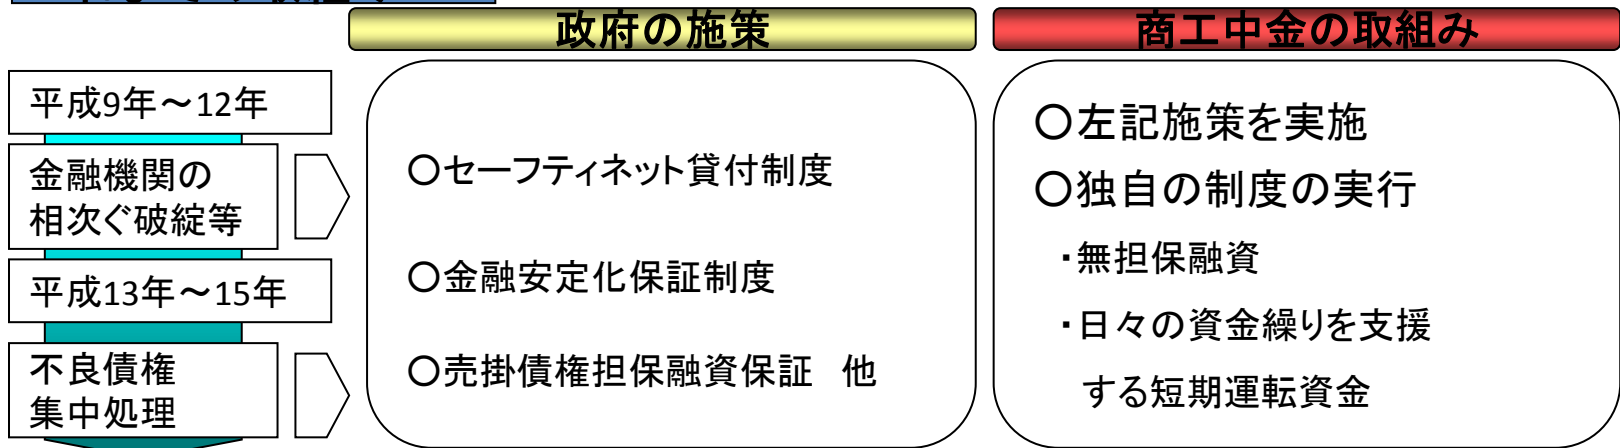 政府の施策
商工中金の取組み
平成9年～12年
金融機関の
相次ぐ破綻等
平成13年～15年
不良債権
集中処理
○セーフティネット貸付制度
○金融安定化保証制度
○売掛債権担保融資保証　他
○左記施策を実施
○独自の制度の実行
・無担保融資
・日々の資金繰りを支援
する短期運転資金